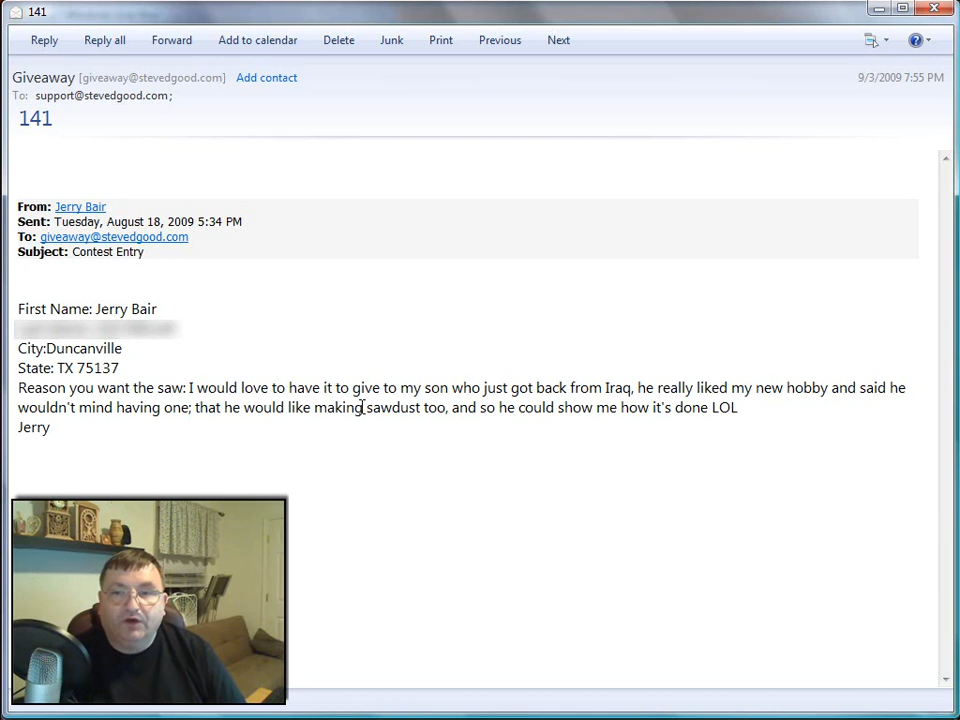 141
Reply Reply all Forward Add to calendar Delete Junk Print Previous Next
Giveaway [giveaway@stevedgood.com] Add contact 9/3/2009 7:55 PM
To: support@stevedgood.com;
141
From: Jerry Bair
Sent: Tuesday, August 18, 2009 5:34 PM
To: giveaway@stevedgood.com
Subject: Contest Entry
First Name: Jerry Bair
City:Duncanville
State: TX 75137
Reason you want the saw: I would love to have it to give to my son who just got back from Iraq, he really liked my new hobby and said he
wouldn't mind having one; that he would like making sawdust too, and so he could show me how it's done LOL
Jerry